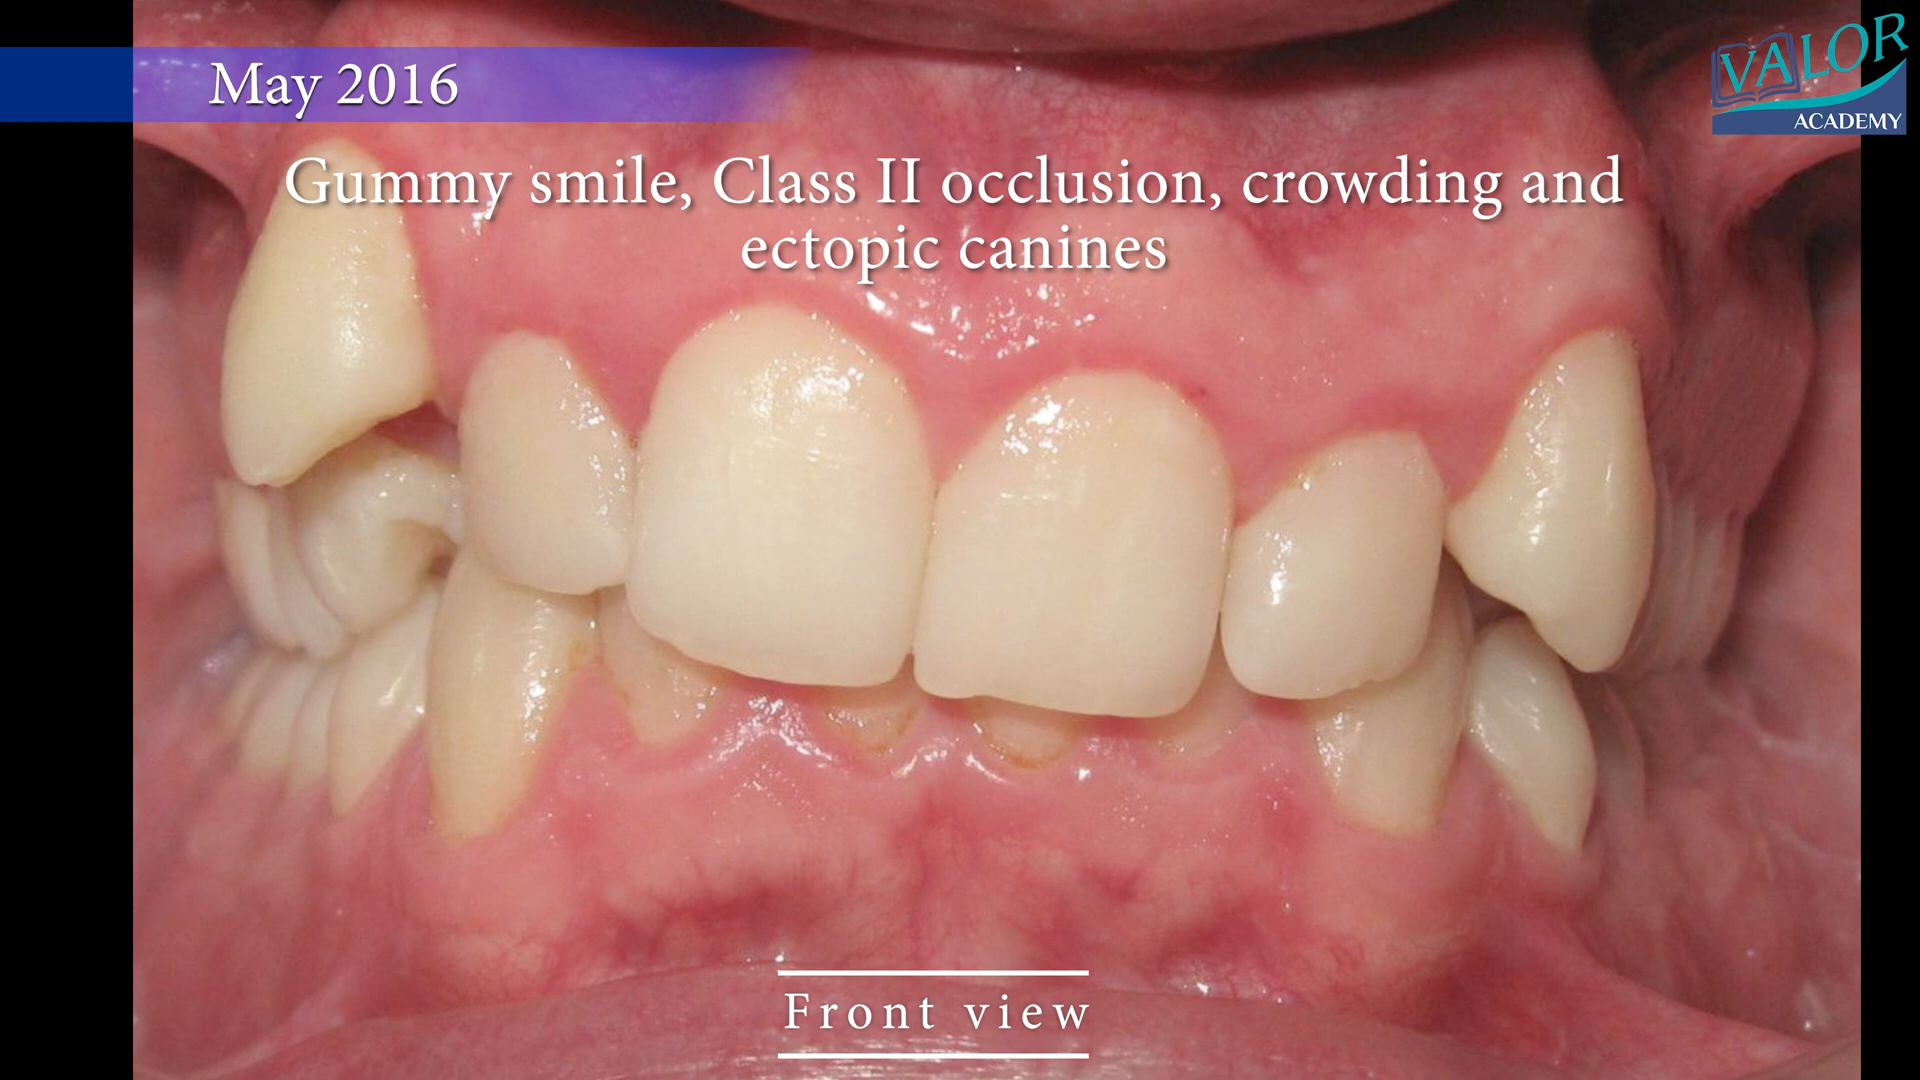 May 2016
VALOR
ACADEMY
Gummy smile, Class II occlusion, crowding and
ectopic canines
Front view